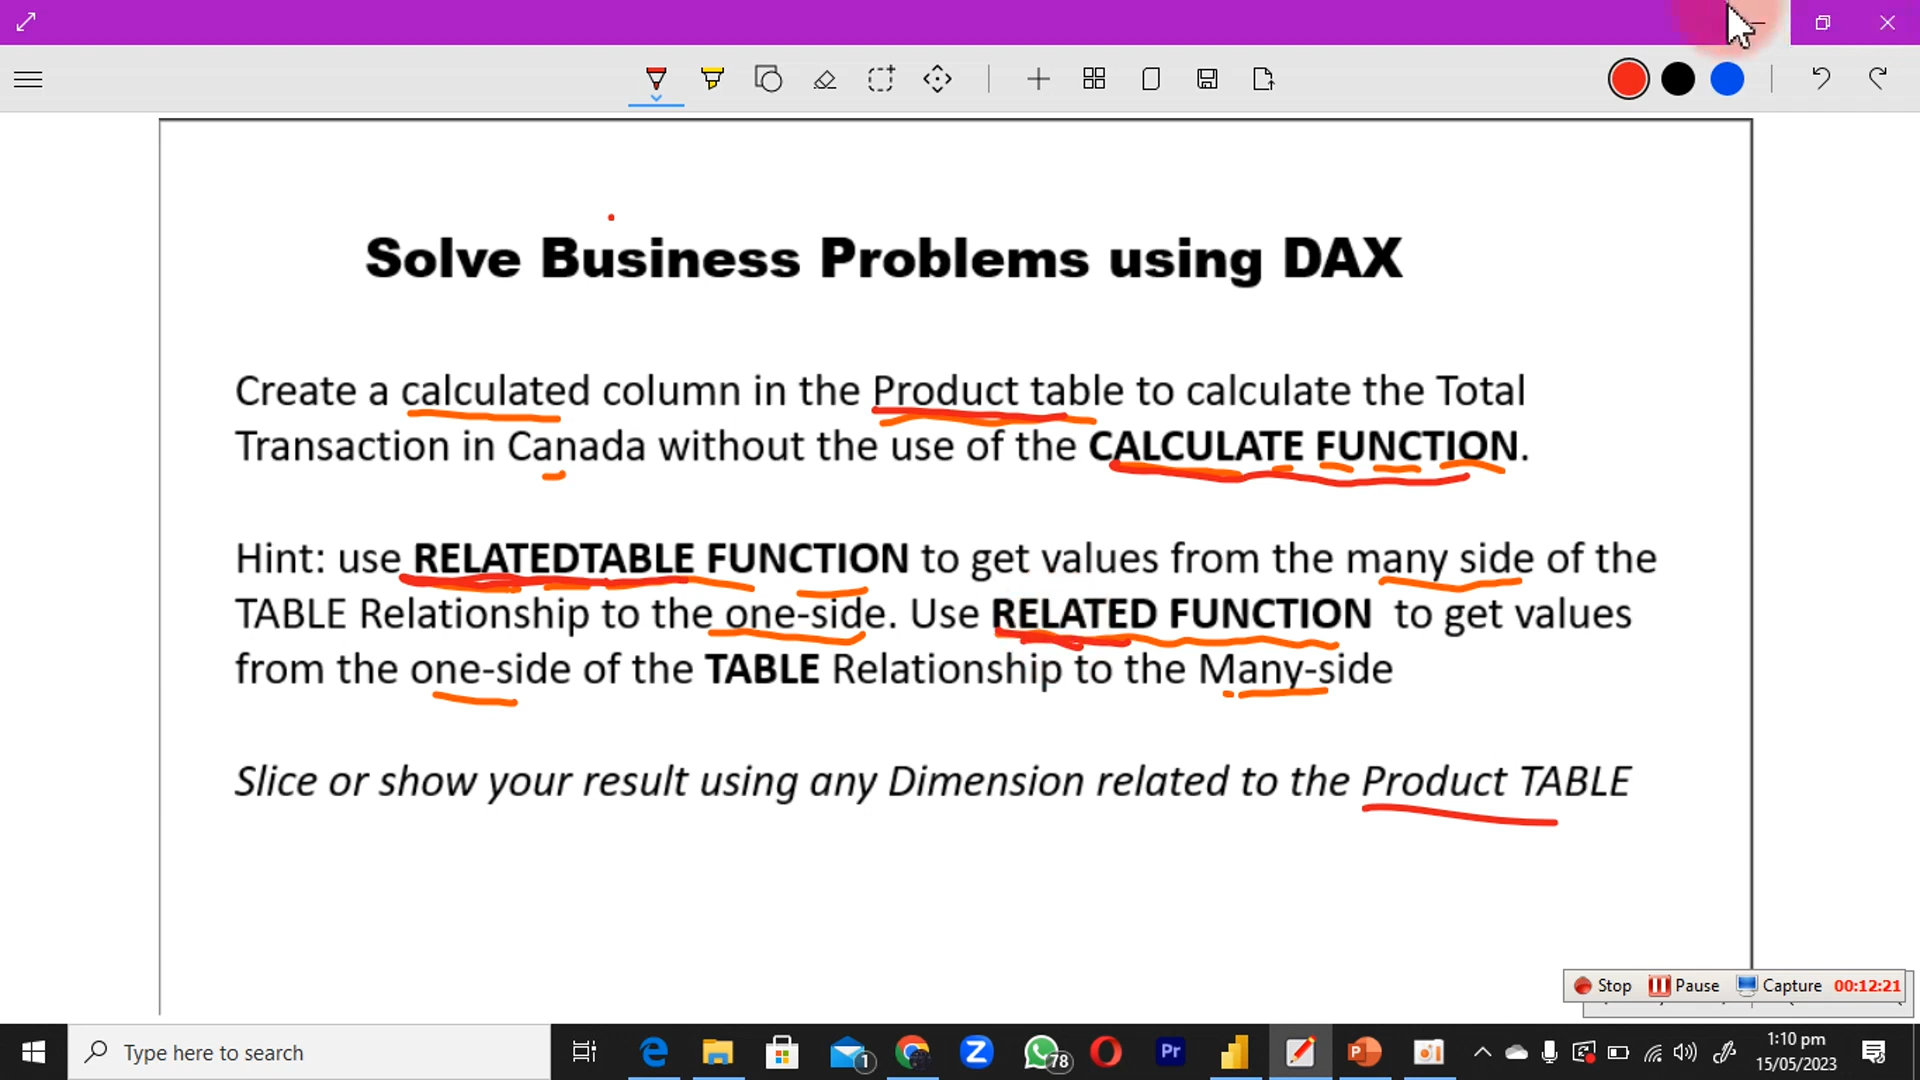 Solve Business Problems using DAX
Create a calculated column in the Product table to calculate the Total
Transaction in Canada without the use of the CALCULATE FUNCTION.
Hint: use RELATEDTABLE FUNCTION to get values from the many side of the
TABLE Relationship to the one-side. Use RELATED FUNCTION to get values
from the one-side of the TABLE Relationship to the Many-side
Slice or show your result using any Dimension related to the Product TABLE
Stop Pause Capture 00:12:21
Type here to search
1
78
Pr
P
1:10 pm
15/05/2023